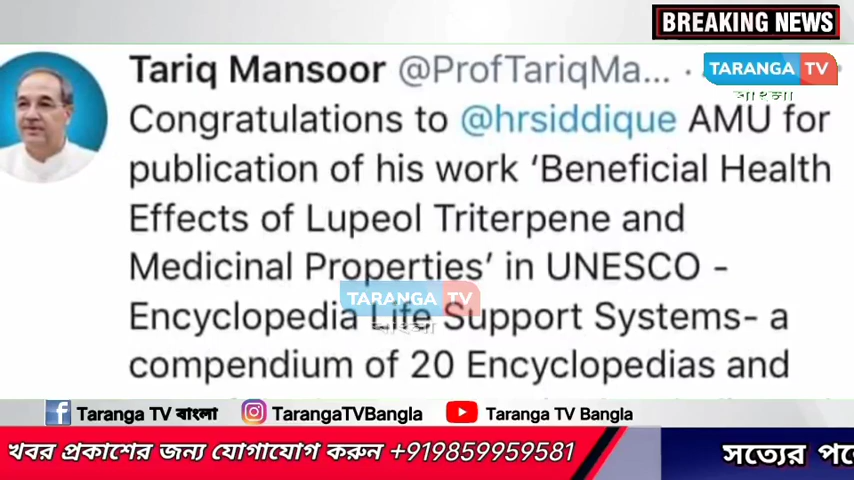 BREAKING NEWS
Tariq Mansoor @ProfTariqMa... ·
TARANGA TV
বাংলা
Congratulations to @hrsiddique AMU for
publication of his work ‘Beneficial Health
Effects of Lupeol Triterpene and
Medicinal Properties’ in UNESCO -
TARANGA TV
বাংলা
Encyclopedia Life Support Systems- a
compendium of 20 Encyclopedias and
Taranga TV বাংলা TarangaTVBangla Taranga TV Bangla
খবর প্রকাশের জন্য যোগাযোগ করুন +919859959581 সত্যের